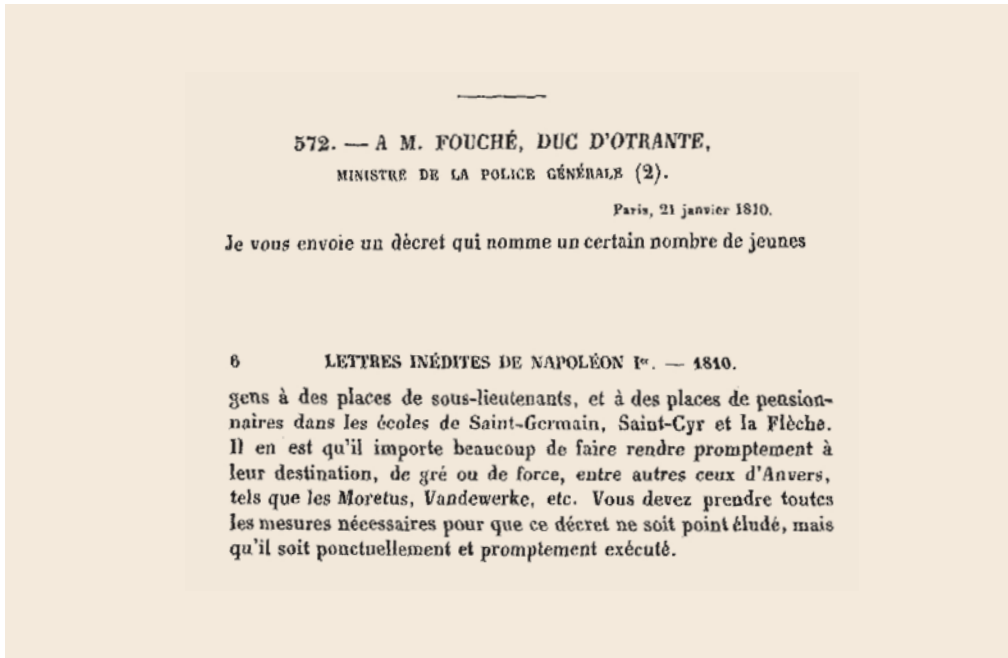 572. — A M. FOUCHÉ, DUC D'OTRANTE,
MINISTRE DE LA POLICE GÉNÉRALE (2).
Paris, 21 janvier 1810.
Je vous envoie un décret qui nomme un certain nombre de jeunes
6 LETTRES INÉDITES DE NAPOLÉON Ier. — 1810.
gens à des places de sous-lieutenants, et à des places de pension-
naires dans les écoles de Saint-Germain, Saint-Cyr et la Flèche.
Il en est qu'il importe beaucoup de faire rendre promptement à
leur destination, de gré ou de force, entre autres ceux d'Anvers,
tels que les Moretus, Vandewerke, etc. Vous devez prendre toutes
les mesures nécessaires pour que ce décret ne soit point éludé, mais
qu'il soit ponctuellement et promptement exécuté.